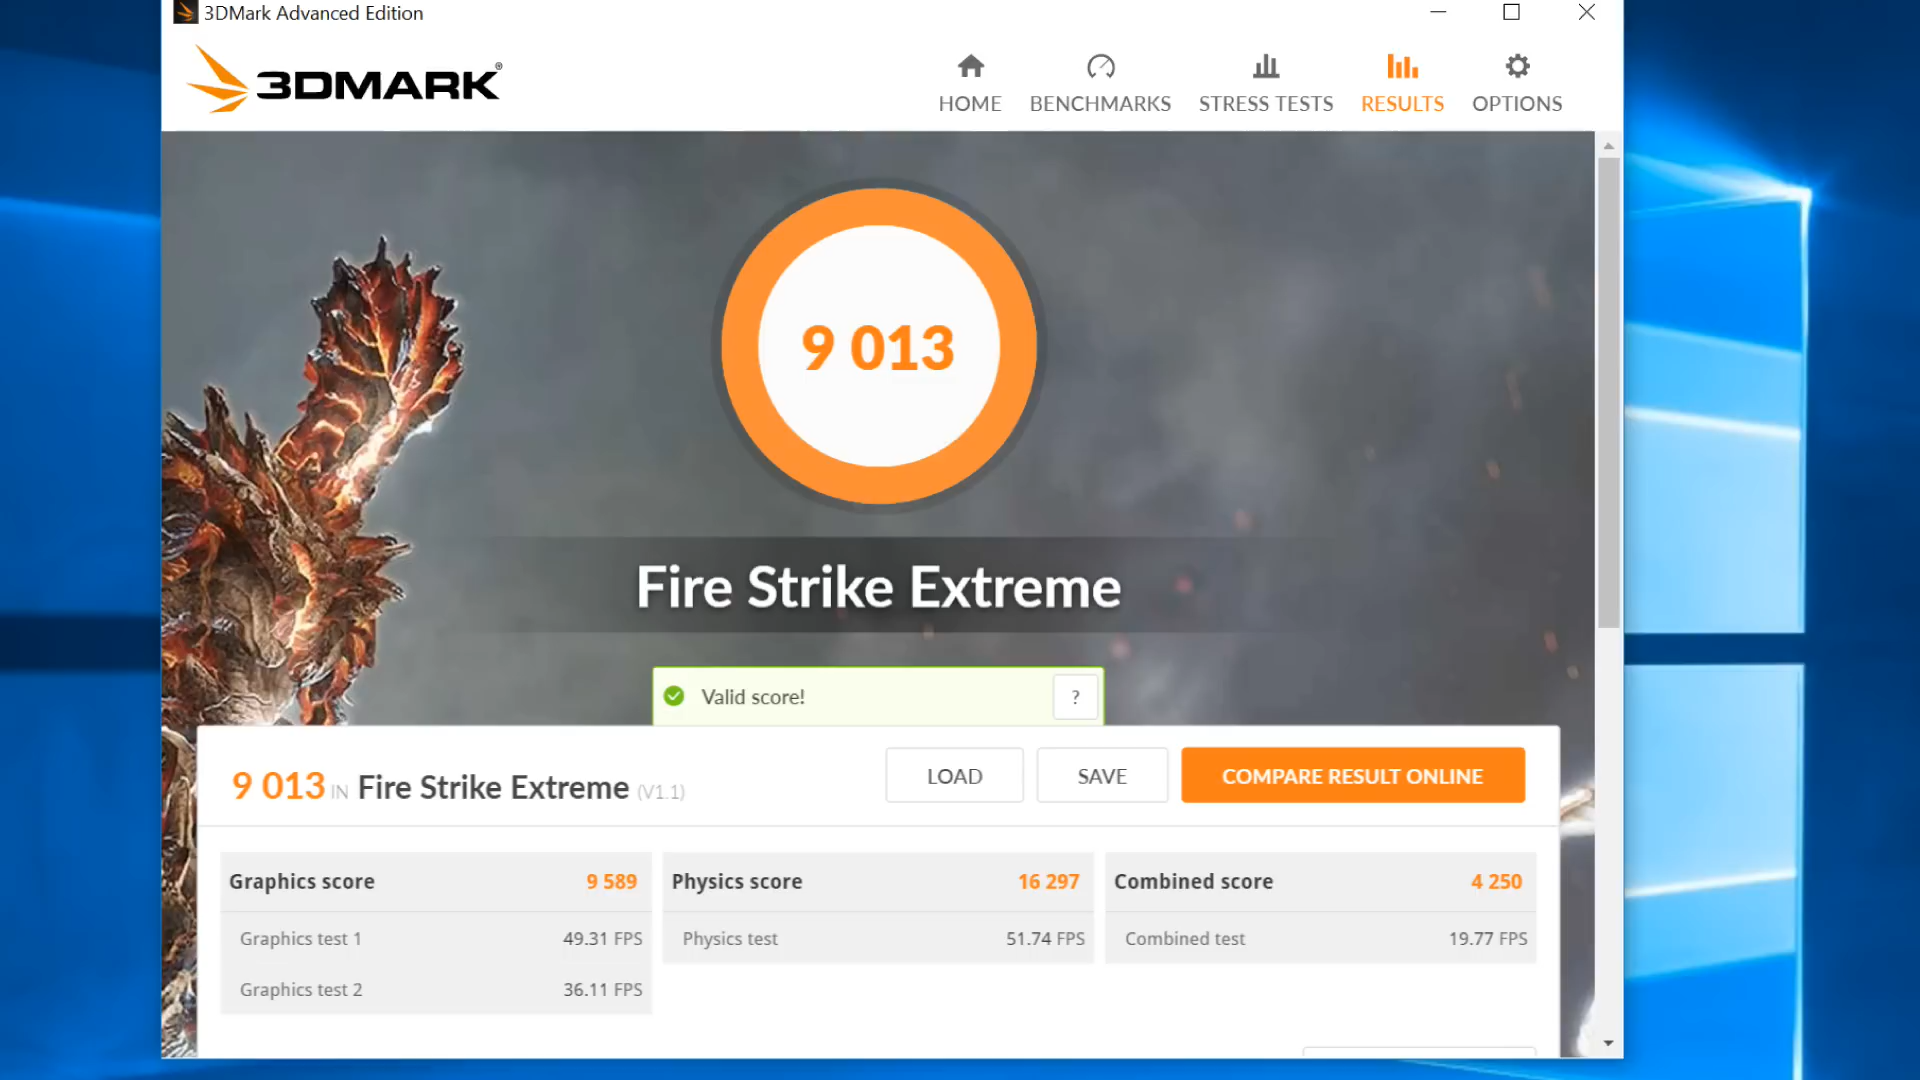 3DMark Advanced Edition
3DMARK®
HOME BENCHMARKS STRESS TESTS RESULTS OPTIONS
9 013
Fire Strike Extreme
Valid score! ?
9 013 IN Fire Strike Extreme (V1.1)
LOAD SAVE COMPARE RESULT ONLINE
Graphics score 9 589
Graphics test 1 49.31 FPS
Graphics test 2 36.11 FPS
Physics score 16 297
Physics test 51.74 FPS
Combined score 4 250
Combined test 19.77 FPS